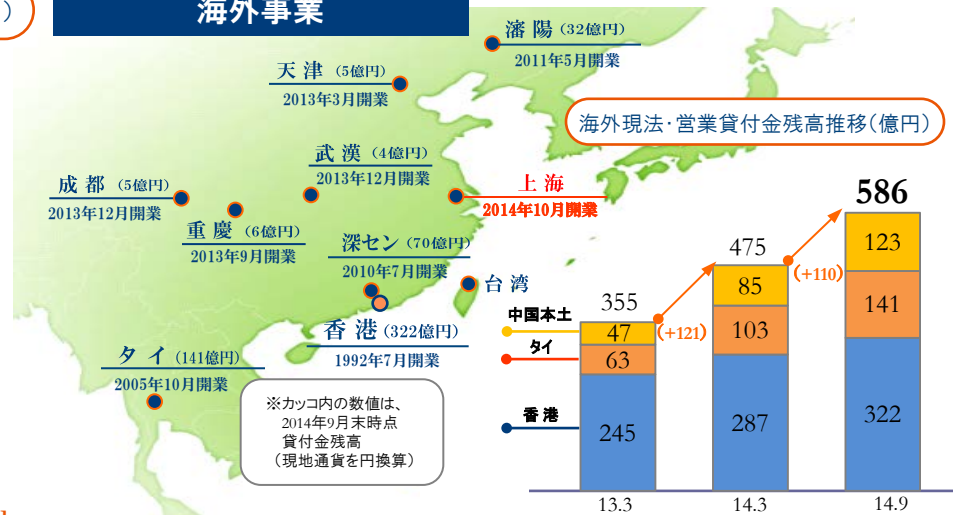 ）
海外事業
瀋陽（32億円）
2011年5月開業
天津（5億円）
2013年3月開業
海外現法・営業貸付金残高推移（億円）
武漢（4億円）
2013年12月開業
成都（5億円）
2013年12月開業
上海
2014年10月開業
重慶（6億円）
2013年9月開業
深セン（70億円）
2010年7月開業
台湾
香港（322億円）
1992年7月開業
タイ（141億円）
2005年10月開業
※カッコ内の数値は、
2014年9月末時点
貸付金残高
（現地通貨を円換算）
中国本土
タイ
香港
355
47
63
245
13.3
(+121)
475
85
103
287
14.3
(+110)
586
123
141
322
14.9
]